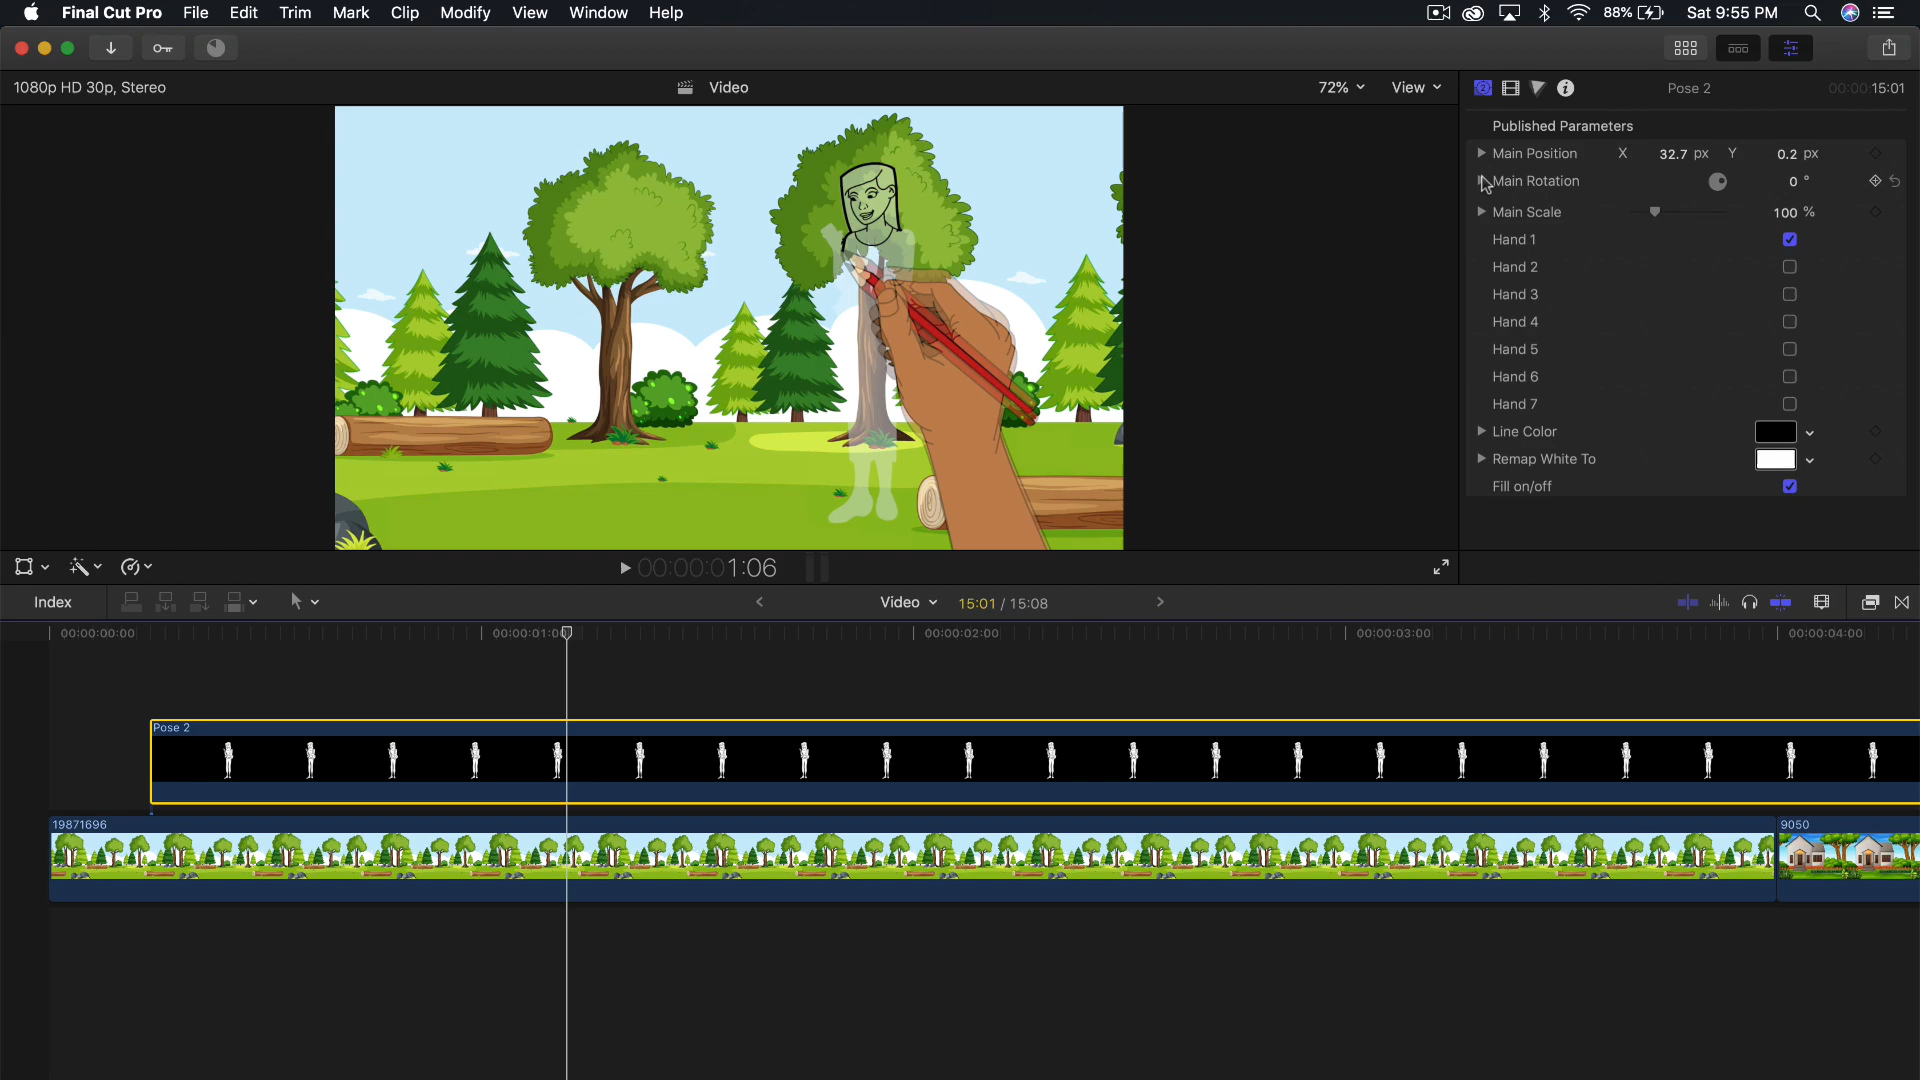 Final Cut Pro File Edit Trim Mark Clip Modify View Window Help 88% Sat 9:55 PM
1080p HD 30p, Stereo Video 72% View Pose 2 00:00:15:01
Published Parameters
Main Position X 32.7 px Y 0.2 px
Main Rotation 0 °
Main Scale 100 %
Hand 1
Hand 2
Hand 3
Hand 4
Hand 5
Hand 6
Hand 7
Line Color
Remap White To
Fill on/off
00:00:01:06
Index Video 15:01 / 15:08
00:00:00:00 00:00:01:00 00:00:02:00 00:00:03:00 00:00:04:00
Pose 2
19871696 9050